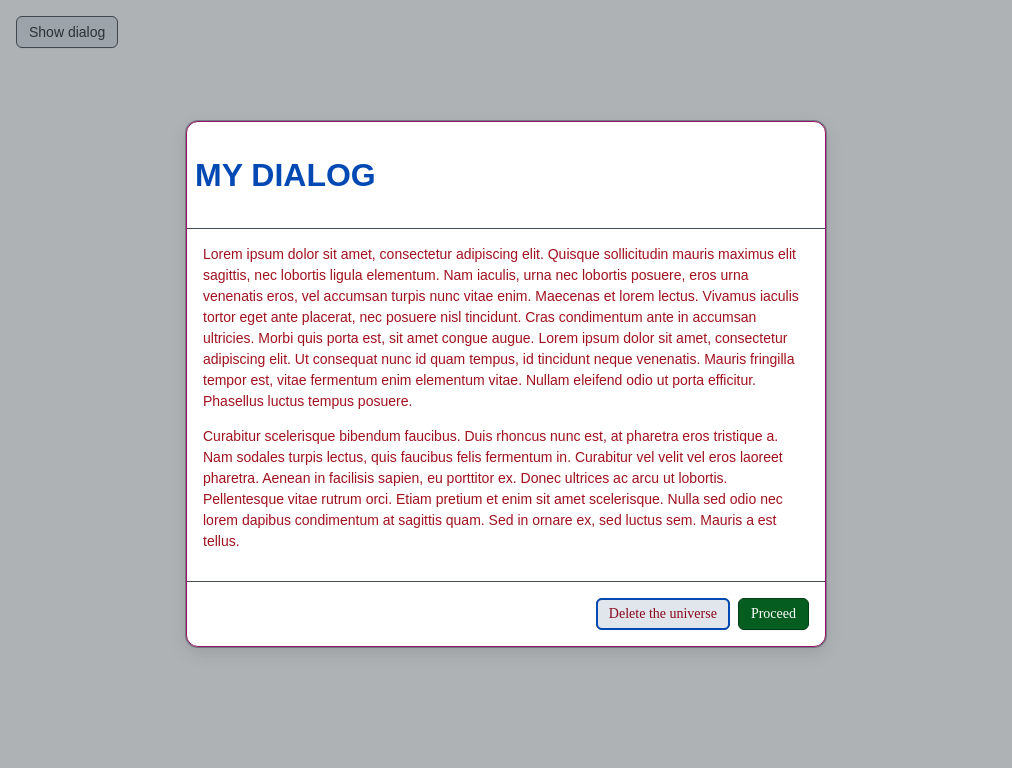 Show dialog
MY DIALOG
Lorem ipsum dolor sit amet, consectetur adipiscing elit. Quisque sollicitudin mauris maximus elit
sagittis, nec lobortis ligula elementum. Nam iaculis, urna nec lobortis posuere, eros urna
venenatis eros, vel accumsan turpis nunc vitae enim. Maecenas et lorem lectus. Vivamus iaculis
tortor eget ante placerat, nec posuere nisl tincidunt. Cras condimentum ante in accumsan
ultricies. Morbi quis porta est, sit amet congue augue. Lorem ipsum dolor sit amet, consectetur
adipiscing elit. Ut consequat nunc id quam tempus, id tincidunt neque venenatis. Mauris fringilla
tempor est, vitae fermentum enim elementum vitae. Nullam eleifend odio ut porta efficitur.
Phasellus luctus tempus posuere.
Curabitur scelerisque bibendum faucibus. Duis rhoncus nunc est, at pharetra eros tristique a.
Nam sodales turpis lectus, quis faucibus felis fermentum in. Curabitur vel velit vel eros laoreet
pharetra. Aenean in facilisis sapien, eu porttitor ex. Donec ultrices ac arcu ut lobortis.
Pellentesque vitae rutrum orci. Etiam pretium et enim sit amet scelerisque. Nulla sed odio nec
lorem dapibus condimentum at sagittis quam. Sed in ornare ex, sed luctus sem. Mauris a est
tellus.
Delete the universe
Proceed